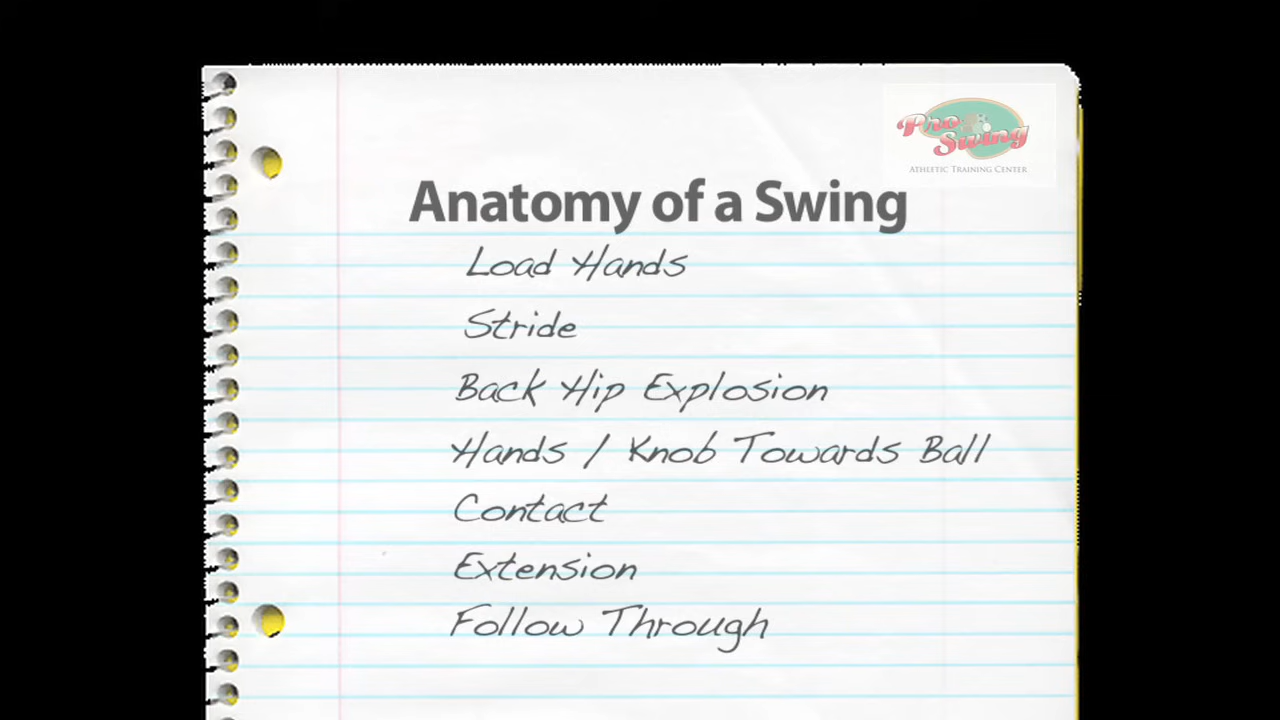 Pro
Swing
ATHLETIC TRAINING CENTER
Anatomy of a Swing
Load Hands
Stride
Back Hip Explosion
Hands / Knob Towards Ball
Contact
Extension
Follow Through